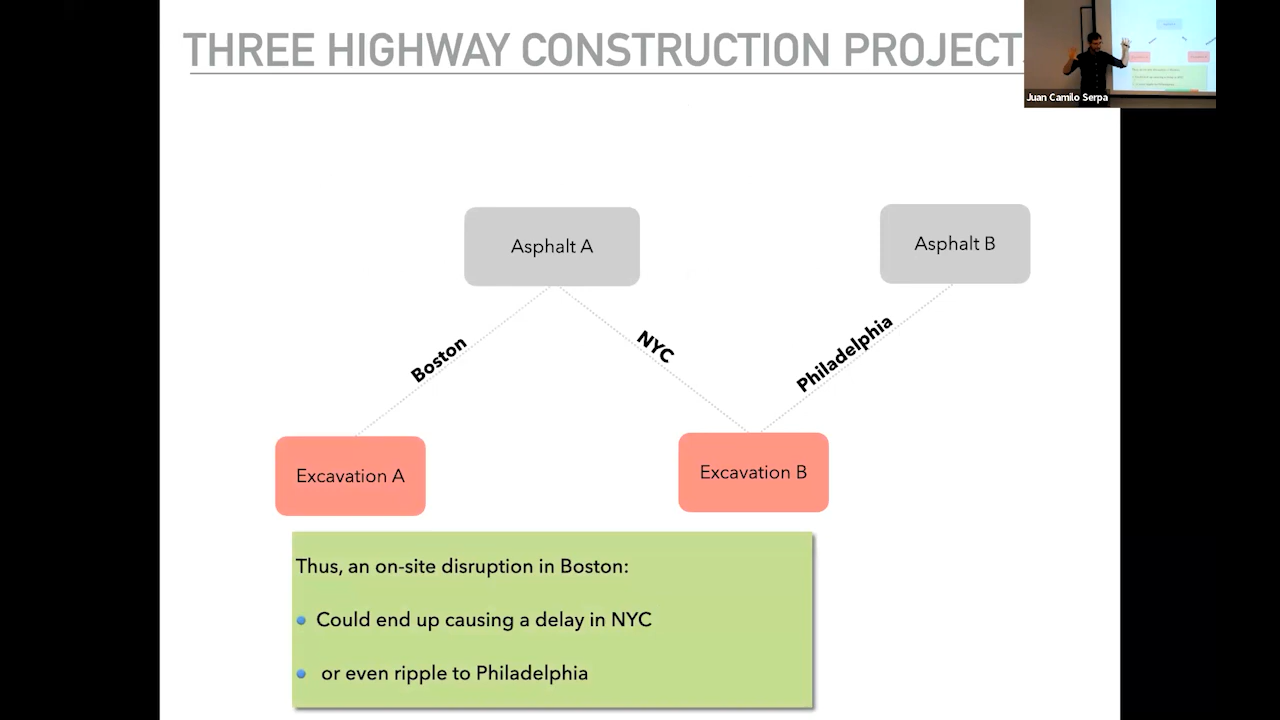 THREE HIGHWAY CONSTRUCTION PROJECT
Juan Camilo Serpa
Asphalt A
Asphalt B
Boston
NYC
Philadelphia
Excavation A
Excavation B
Thus, an on-site disruption in Boston:
Could end up causing a delay in NYC
or even ripple to Philadelphia